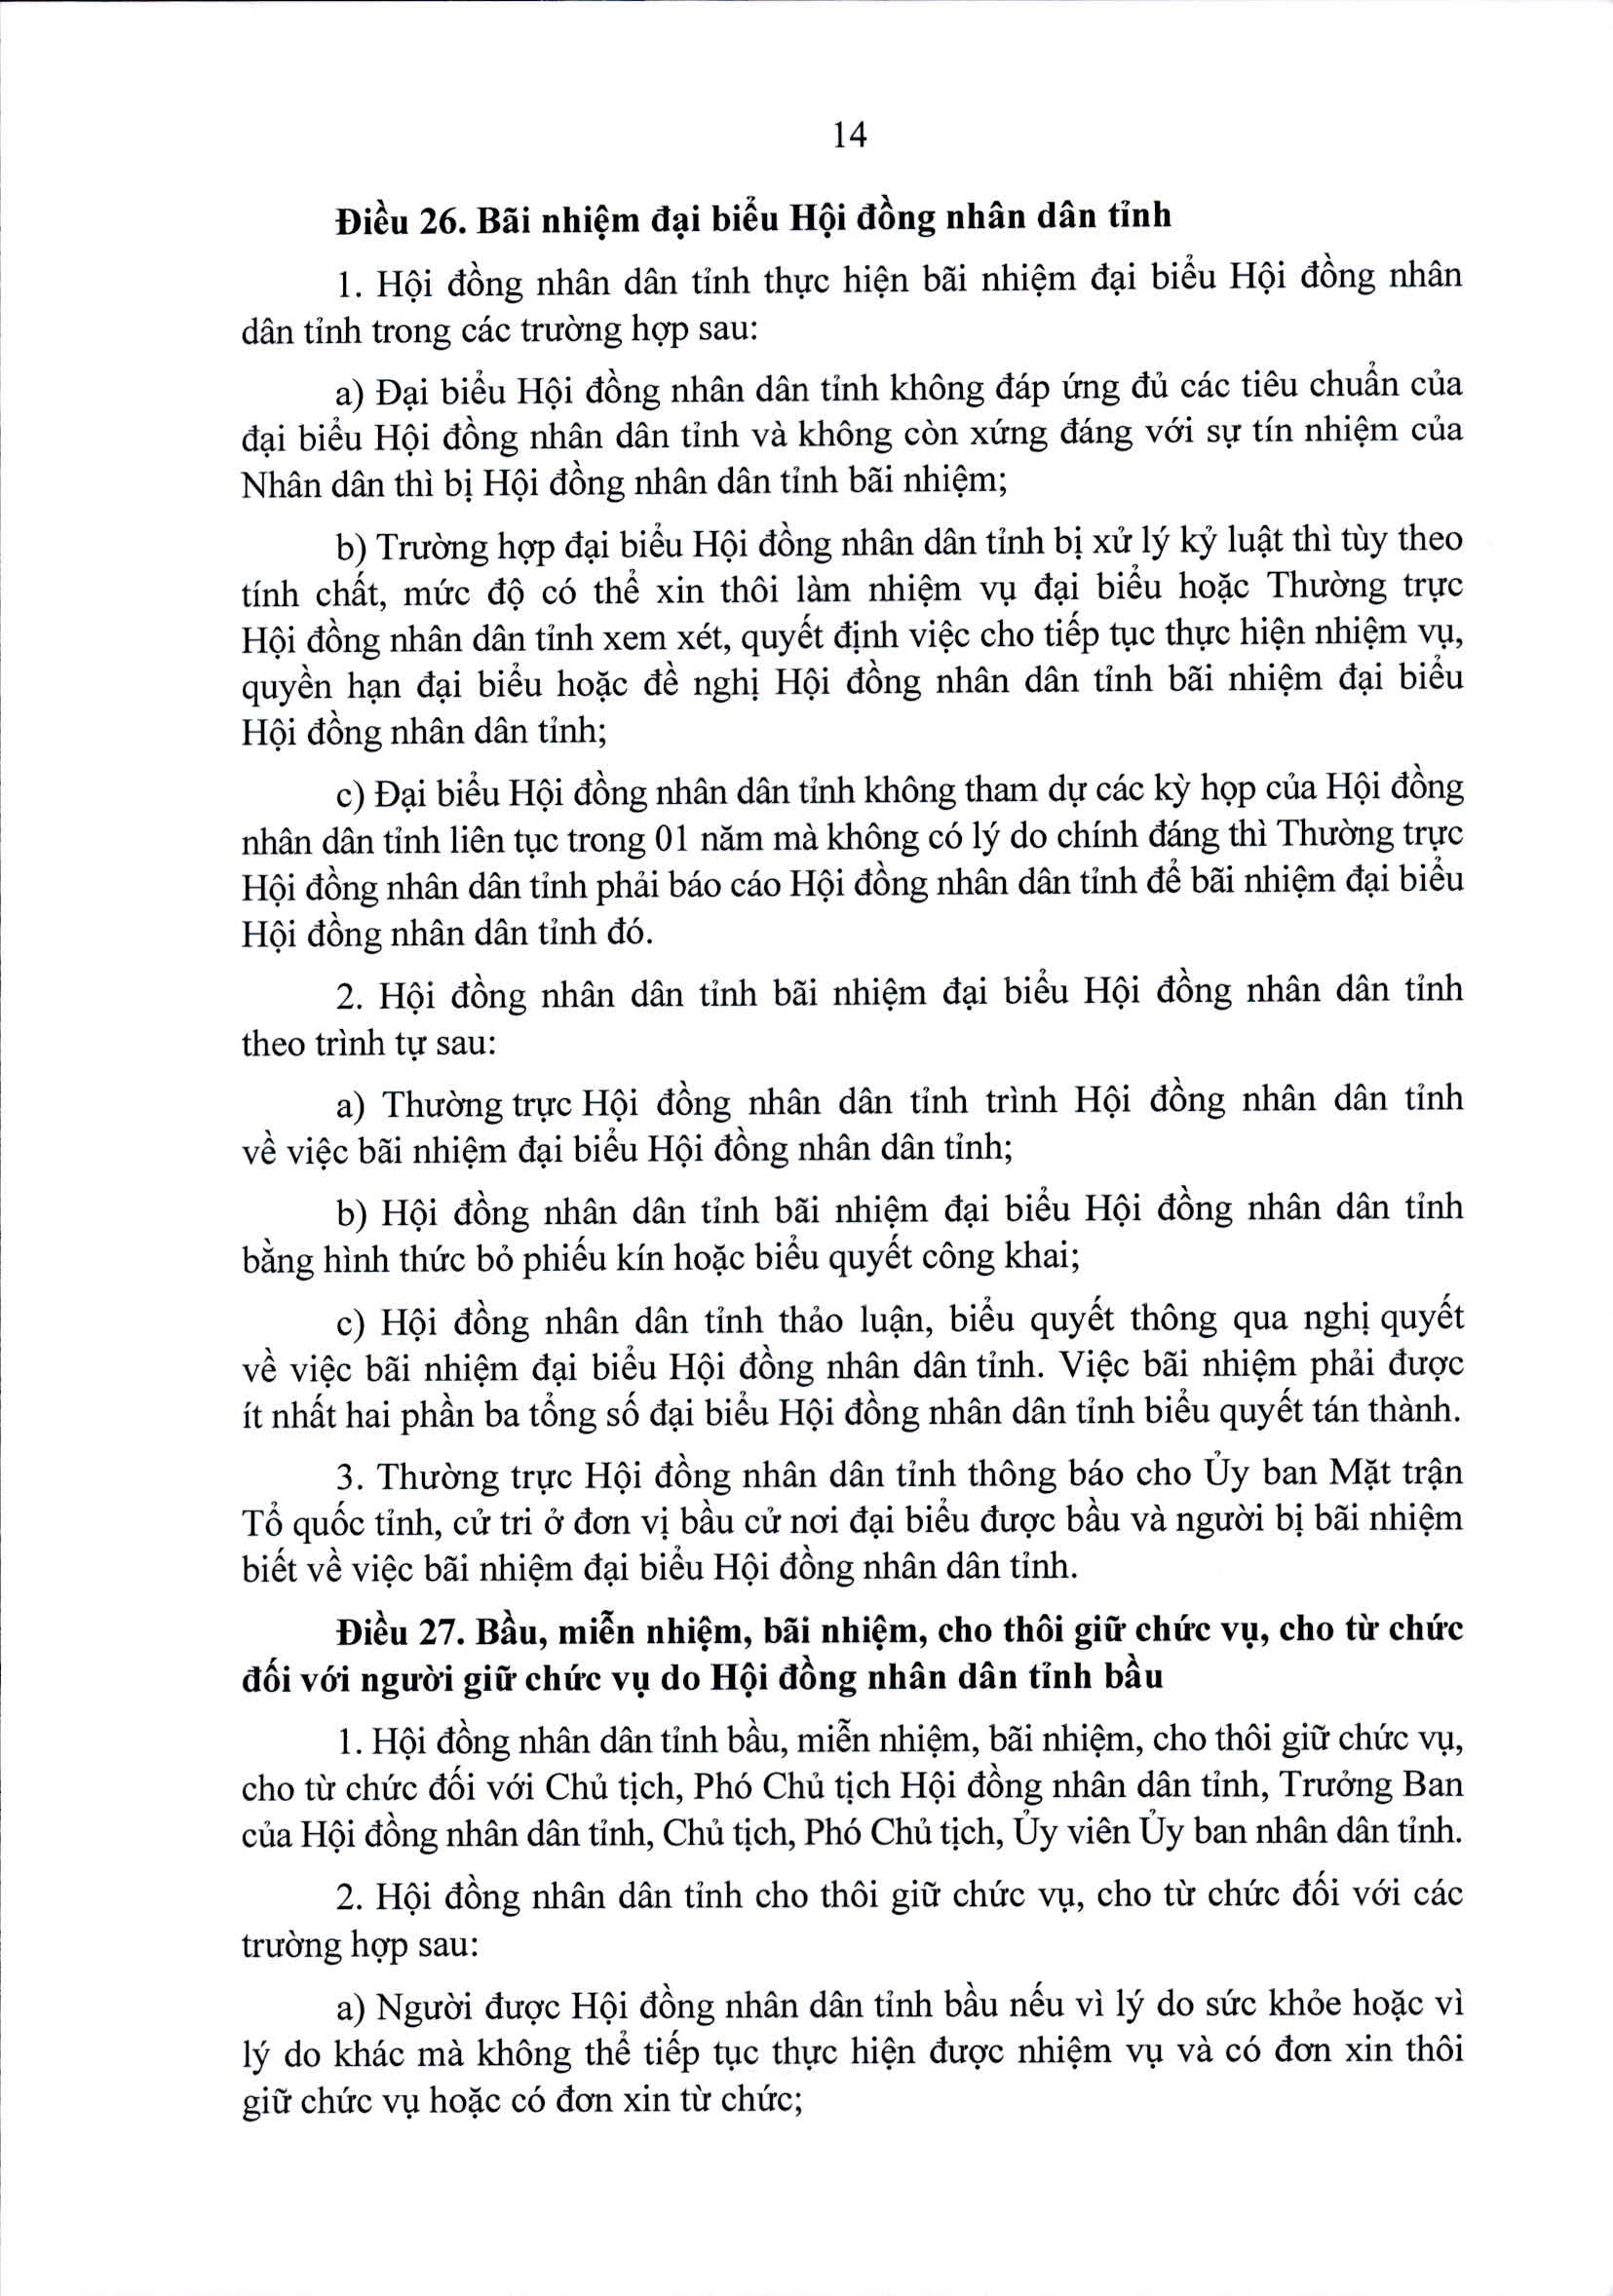 14
Điều 26. Bãi nhiệm đại biểu Hội đồng nhân dân tỉnh
1. Hội đồng nhân dân tỉnh thực hiện bãi nhiệm đại biểu Hội đồng nhân
dân tỉnh trong các trường hợp sau:
a) Đại biểu Hội đồng nhân dân tỉnh không đáp ứng đủ các tiêu chuẩn của
đại biểu Hội đồng nhân dân tỉnh và không còn xứng đáng với sự tín nhiệm của
Nhân dân thì bị Hội đồng nhân dân tỉnh bãi nhiệm;
b) Trường hợp đại biểu Hội đồng nhân dân tỉnh bị xử lý kỷ luật thì tùy theo
tính chất, mức độ có thể xin thôi làm nhiệm vụ đại biểu hoặc Thường trực
Hội đồng nhân dân tỉnh xem xét, quyết định việc cho tiếp tục thực hiện nhiệm vụ,
quyền hạn đại biểu hoặc đề nghị Hội đồng nhân dân tỉnh bãi nhiệm đại biểu
Hội đồng nhân dân tỉnh;
c) Đại biểu Hội đồng nhân dân tỉnh không tham dự các kỳ họp của Hội đồng
nhân dân tỉnh liên tục trong 01 năm mà không có lý do chính đáng thì Thường trực
Hội đồng nhân dân tỉnh phải báo cáo Hội đồng nhân dân tỉnh để bãi nhiệm đại biểu
Hội đồng nhân dân tỉnh đó.
2. Hội đồng nhân dân tỉnh bãi nhiệm đại biểu Hội đồng nhân dân tỉnh
theo trình tự sau:
a) Thường trực Hội đồng nhân dân tỉnh trình Hội đồng nhân dân tỉnh
về việc bãi nhiệm đại biểu Hội đồng nhân dân tỉnh;
b) Hội đồng nhân dân tỉnh bãi nhiệm đại biểu Hội đồng nhân dân tỉnh
bằng hình thức bỏ phiếu kín hoặc biểu quyết công khai;
c) Hội đồng nhân dân tỉnh thảo luận, biểu quyết thông qua nghị quyết
về việc bãi nhiệm đại biểu Hội đồng nhân dân tỉnh. Việc bãi nhiệm phải được
ít nhất hai phần ba tổng số đại biểu Hội đồng nhân dân tỉnh biểu quyết tán thành.
3. Thường trực Hội đồng nhân dân tỉnh thông báo cho Ủy ban Mặt trận
Tổ quốc tỉnh, cử tri ở đơn vị bầu cử nơi đại biểu được bầu và người bị bãi nhiệm
biết về việc bãi nhiệm đại biểu Hội đồng nhân dân tỉnh.
Điều 27. Bầu, miễn nhiệm, bãi nhiệm, cho thôi giữ chức vụ, cho từ chức
đối với người giữ chức vụ do Hội đồng nhân dân tỉnh bầu
1. Hội đồng nhân dân tỉnh bầu, miễn nhiệm, bãi nhiệm, cho thôi giữ chức vụ,
cho từ chức đối với Chủ tịch, Phó Chủ tịch Hội đồng nhân dân tỉnh, Trưởng Ban
của Hội đồng nhân dân tỉnh, Chủ tịch, Phó Chủ tịch, Ủy viên Ủy ban nhân dân tỉnh.
2. Hội đồng nhân dân tỉnh cho thôi giữ chức vụ, cho từ chức đối với các
trường hợp sau:
a) Người được Hội đồng nhân dân tỉnh bầu nếu vì lý do sức khỏe hoặc vì
lý do khác mà không thể tiếp tục thực hiện được nhiệm vụ và có đơn xin thôi
giữ chức vụ hoặc có đơn xin từ chức;